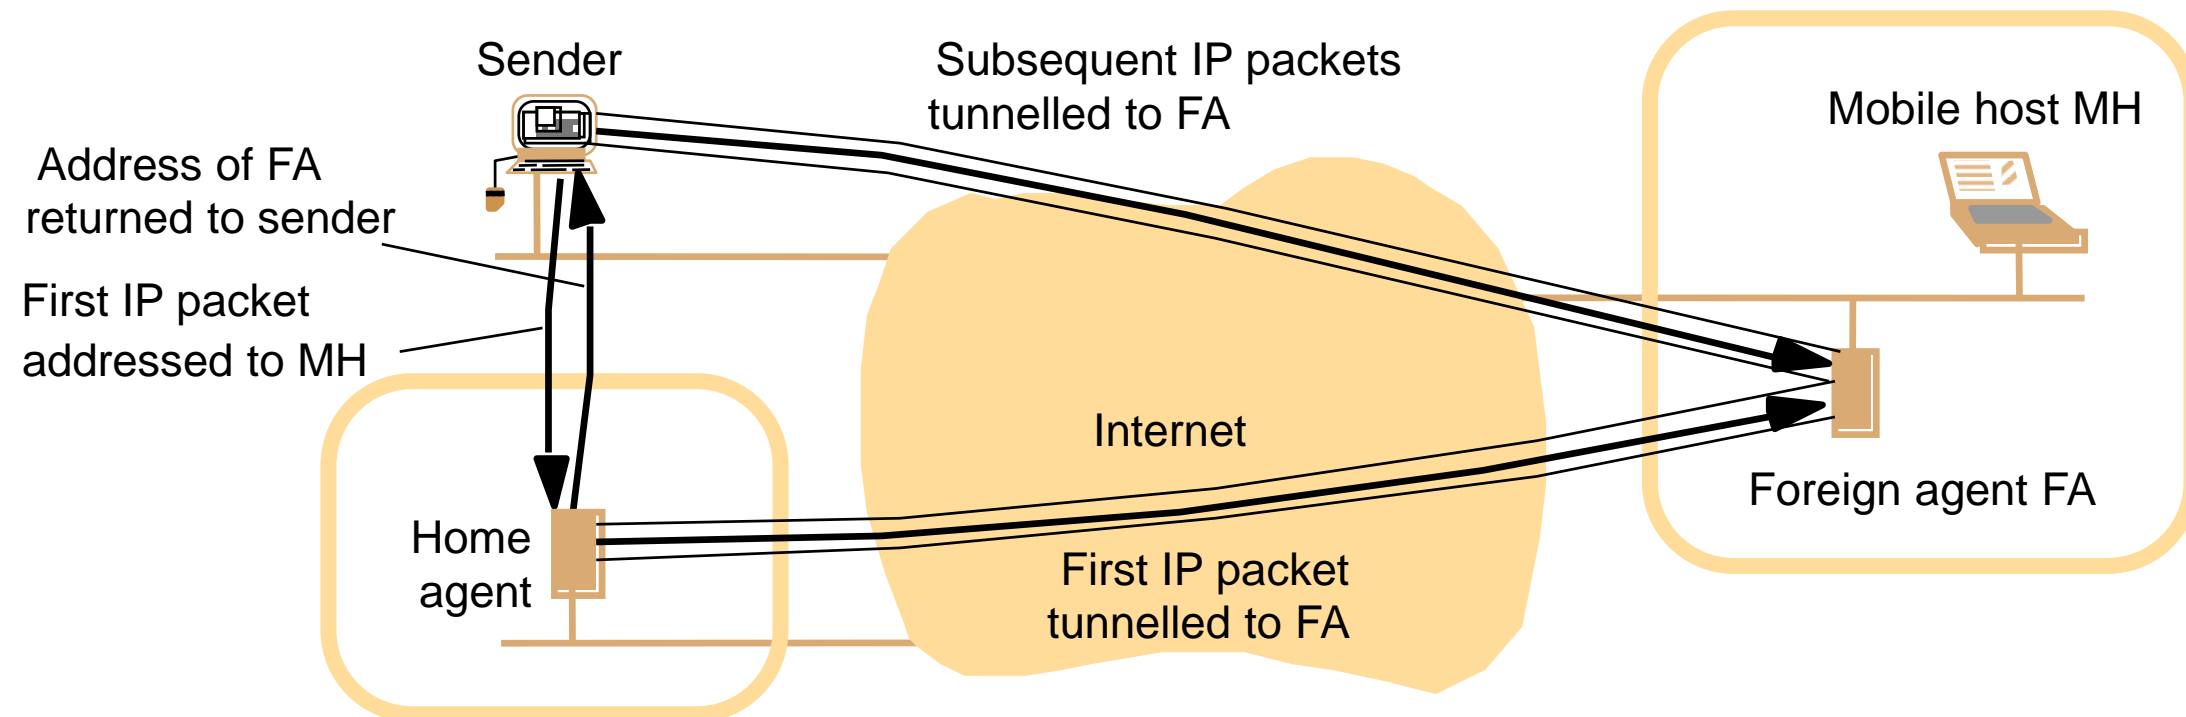 Sender
Subsequent IP packets
tunnelled to FA
Mobile host MH
Address of FA
returned to sender
First IP packet
addressed to MH
Internet
Foreign agent FA
Home
agent
First IP packet
tunnelled to FA